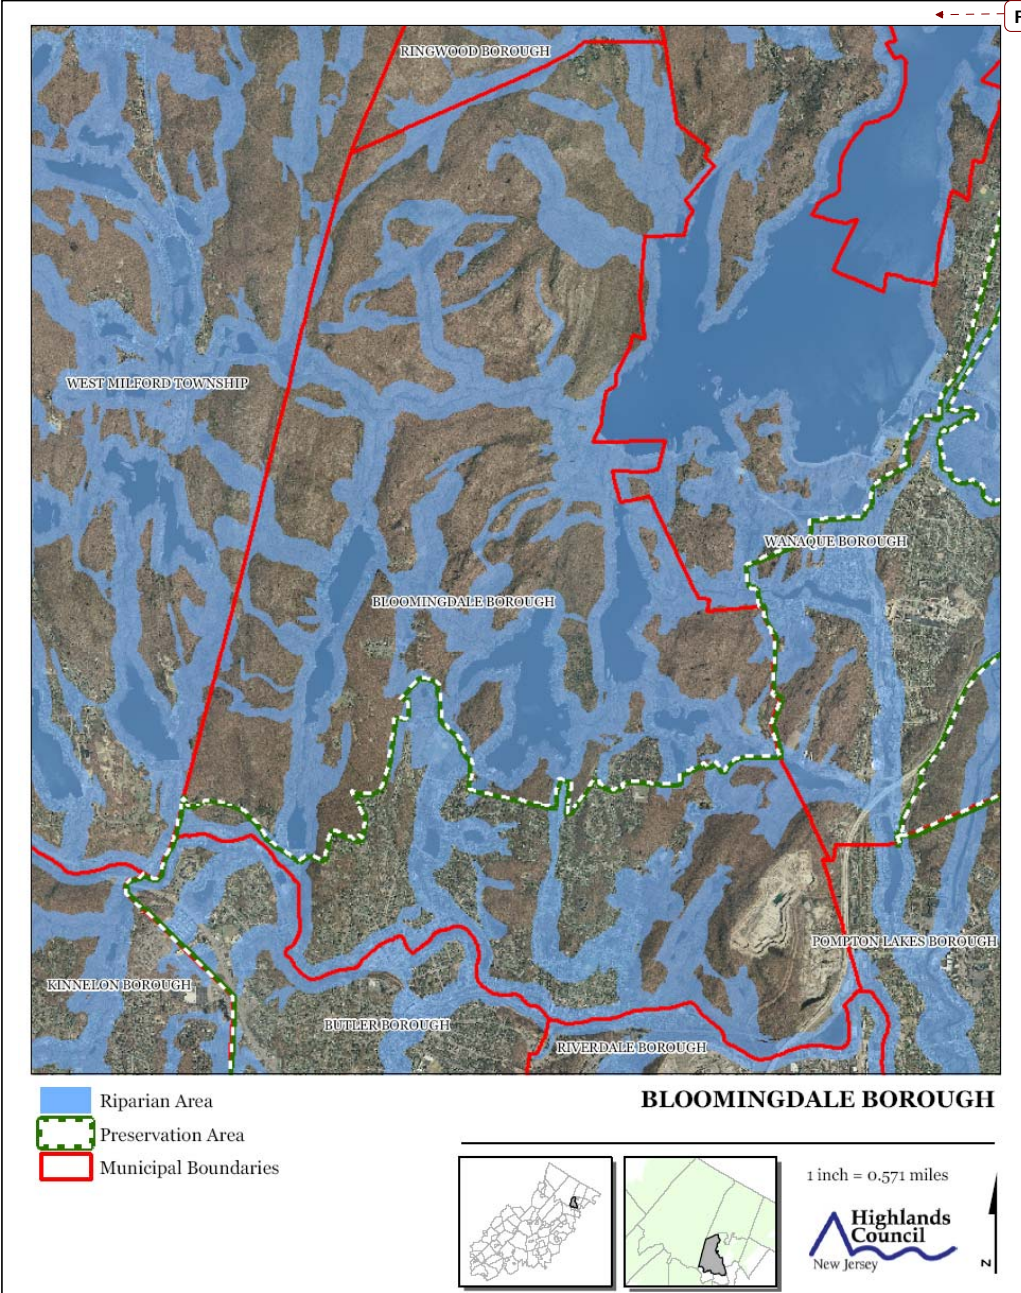 RINGWOOD BOROUGH
WEST MILFORD TOWNSHIP
WANAQUE BOROUGH
BLOOMINGDALE BOROUGH
POMPTON LAKES BOROUGH
KINNELON BOROUGH
BUTLER BOROUGH
RIVERDALE BOROUGH
Riparian Area
Preservation Area
Municipal Boundaries
BLOOMINGDALE BOROUGH
1 inch = 0.571 miles
Highlands
Council
New Jersey
N